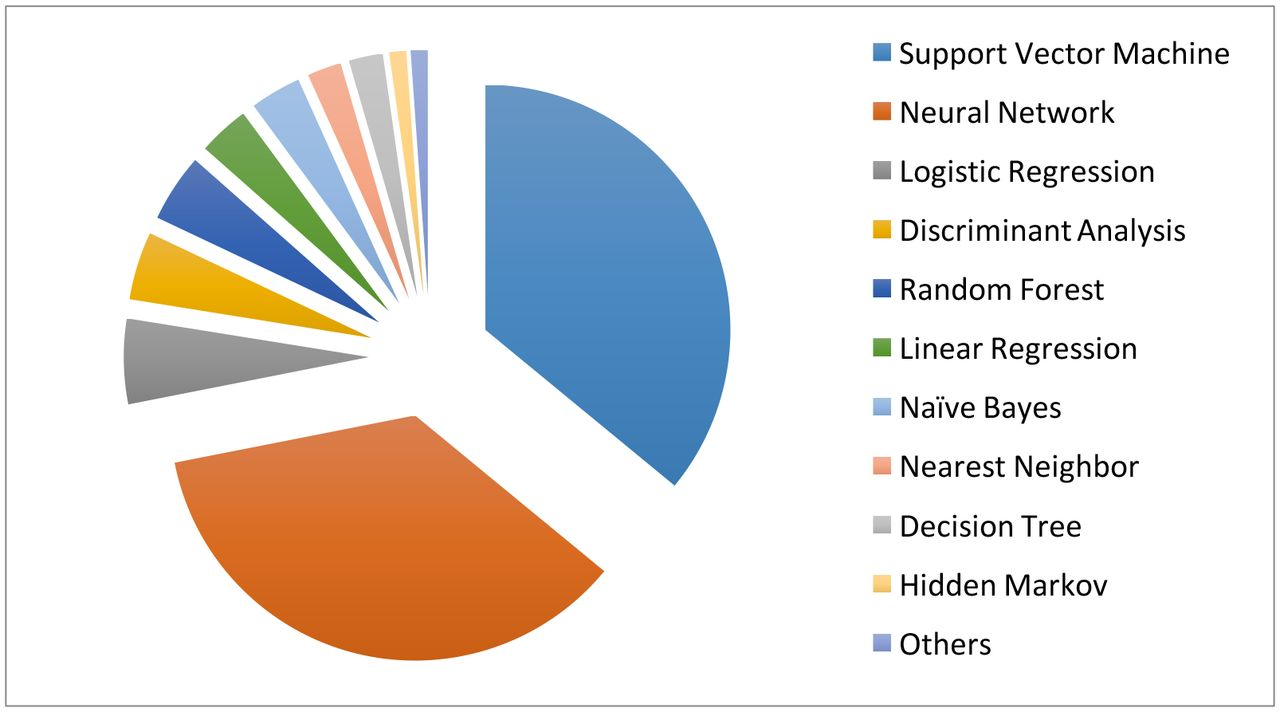 Support Vector Machine
Neural Network
Logistic Regression
Discriminant Analysis
Random Forest
Linear Regression
Naïve Bayes
Nearest Neighbor
Decision Tree
Hidden Markov
Others